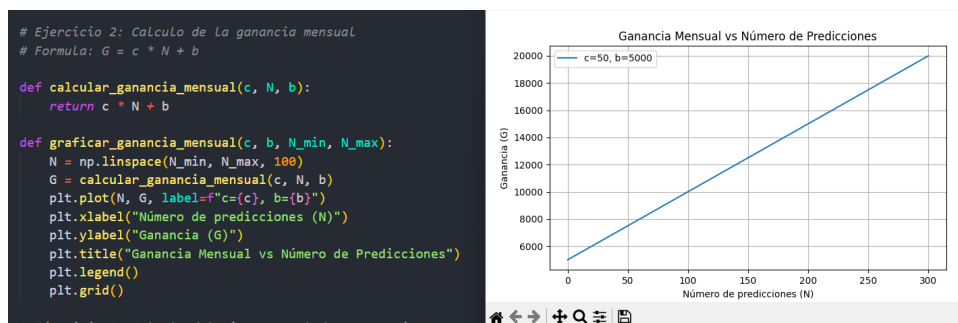 # Ejercicio 2: Calculo de la ganancia mensual
# Formula: G = c * N + b
def calcular_ganancia_mensual(c, N, b):
return c * N + b
def graficar_ganancia_mensual(c, b, N_min, N_max):
N = np.linspace(N_min, N_max, 100)
G = calcular_ganancia_mensual(c, N, b)
plt.plot(N, G, label=f"c={c}, b={b}")
plt.xlabel("Número de predicciones (N)")
plt.ylabel("Ganancia (G)")
plt.title("Ganancia Mensual vs Número de Predicciones")
plt.legend()
plt.grid()
Ganancia Mensual vs Número de Predicciones
c=50, b=5000
20000
18000
16000
14000
12000
10000
8000
6000
Ganancia (G)
0 50 100 150 200 250 300
Número de predicciones (N)